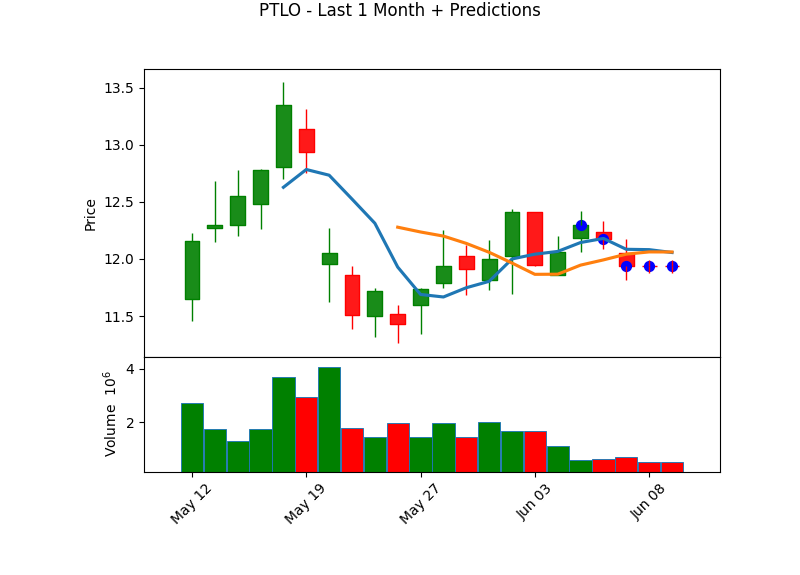 PTLO - Last 1 Month + Predictions
13.5
13.0
12.5
12.0
11.5
Price
4
2
Volume 10^6
May 12
May 19
May 27
Jun 03
Jun 08